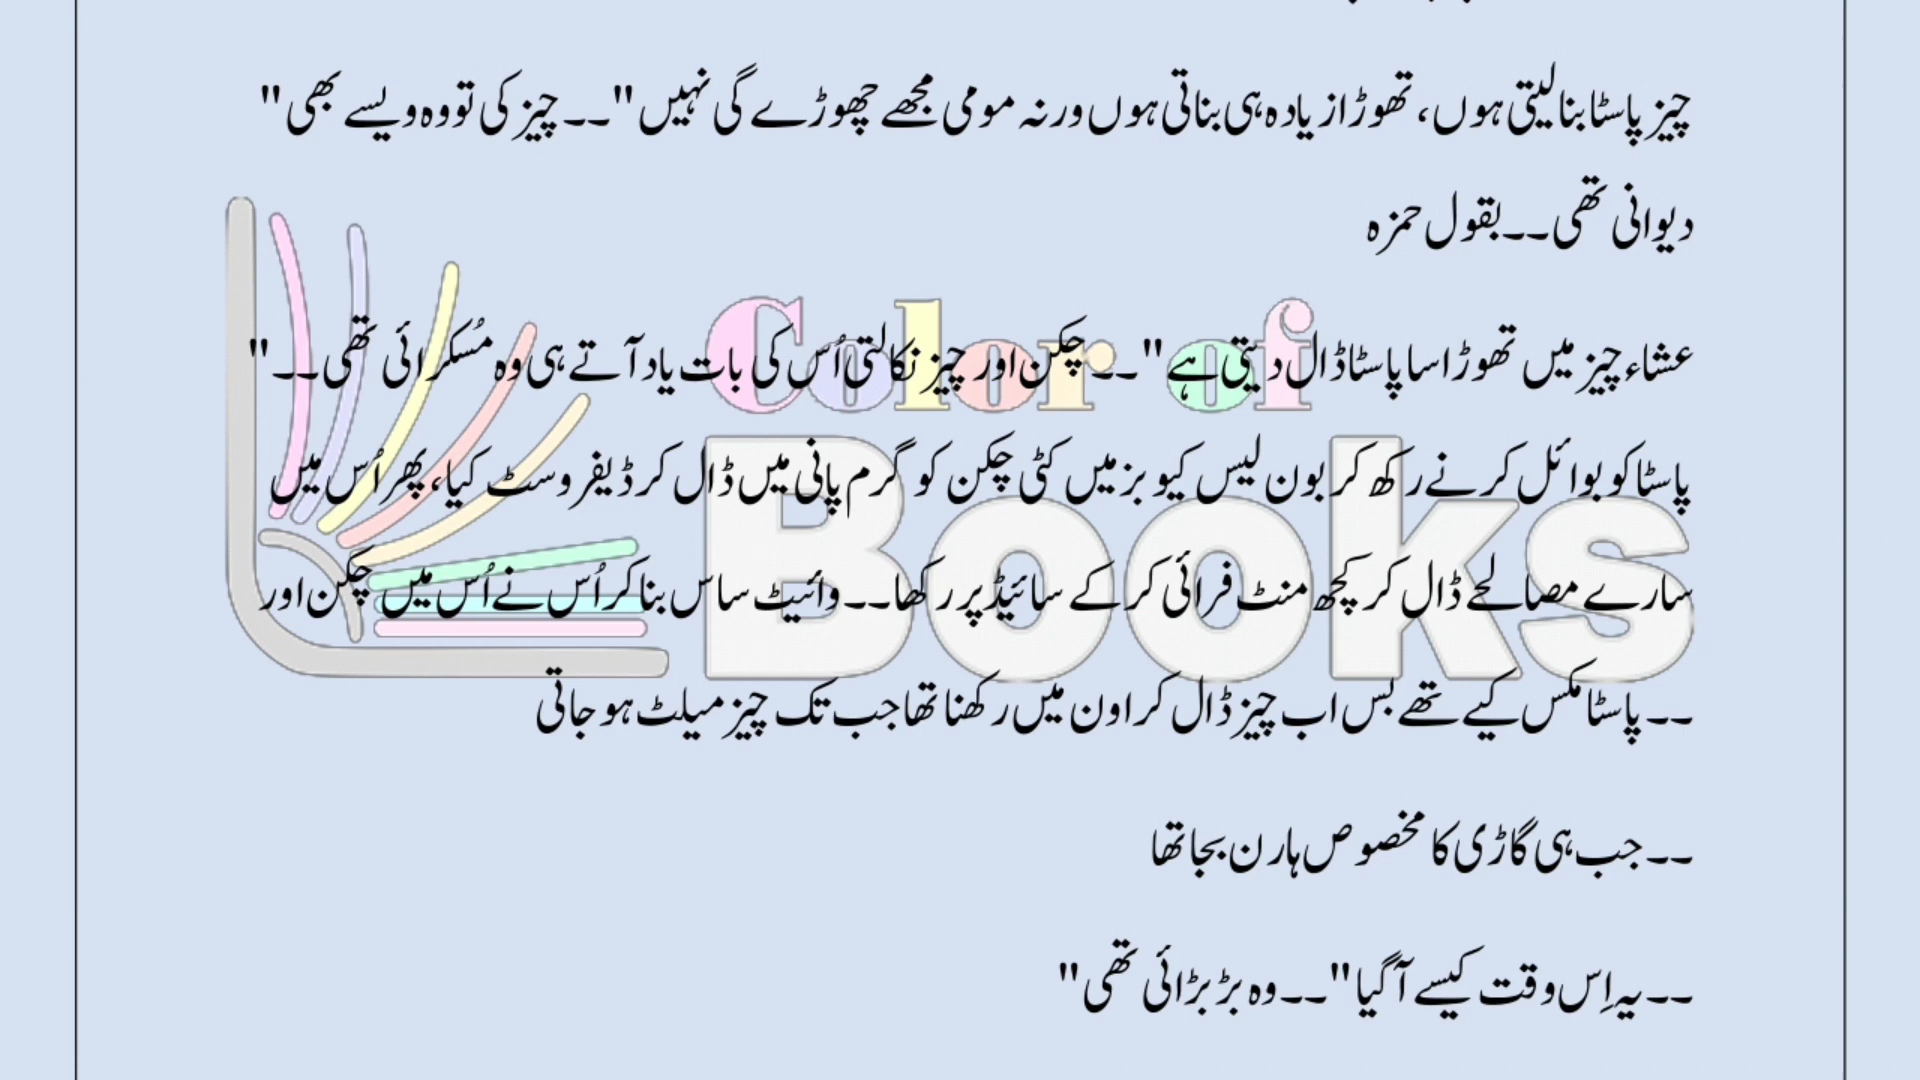 چیز پاستا بنا لیتی ہوں، تھوڑا زیادہ ہی بناتی ہوں ورنہ مومی مجھے چھوڑے گی نہیں"۔۔ چیز کی تو وہ ویسے بھی"
دیوانی تھی۔۔ بقول حمزہ
عشاء چیز میں تھوڑا سا پاستا ڈال دیتی ہے"۔۔ چکن اور چیز نکالتی اُس کی بات یاد آتے ہی وہ مُسکرائی تھی۔۔"
پاستا کو بوائل کرنے رکھ کر بون لیس کیوبز میں کٹی چکن کو گرم پانی میں ڈال کر ڈیفروسٹ کیا، پھر اُس میں
سارے مصالحے ڈال کر کچھ منٹ فرائی کر کے سائیڈ پر رکھا۔۔ وائیٹ ساس بنا کر اُس نے اُس میں چکن اور
۔۔ پاستا مکس کیے تھے بس اب چیز ڈال کر اون میں رکھنا تھا جب تک چیز میلٹ ہو جاتی
۔۔ جب ہی گاڑی کا مخصوص ہارن بجا تھا
۔۔ یہ اِس وقت کیسے آ گیا"۔۔ وہ بڑبڑائی تھی"
Color of
Books